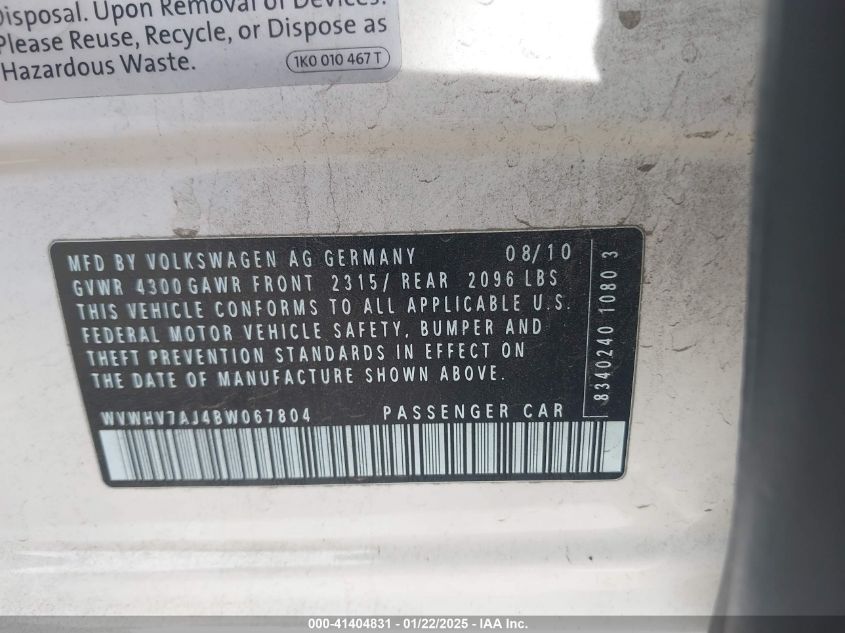 Disposal. Upon Removal of Devices.
Please Reuse, Recycle, or Dispose as
Hazardous Waste.
1K0 010 467 T
MFD BY VOLKSWAGEN AG GERMANY 08/10
GVWR 4300 GAWR FRONT 2315/ REAR 2096 LBS
THIS VEHICLE CONFORMS TO ALL APPLICABLE U.S.
FEDERAL MOTOR VEHICLE SAFETY, BUMPER AND
THEFT PREVENTION STANDARDS IN EFFECT ON
THE DATE OF MANUFACTURE SHOWN ABOVE.
WVWHV7AJ4BW067804 PASSENGER CAR
8340240 1080 3
000-41404831 - 01/22/2025 - IAA Inc.